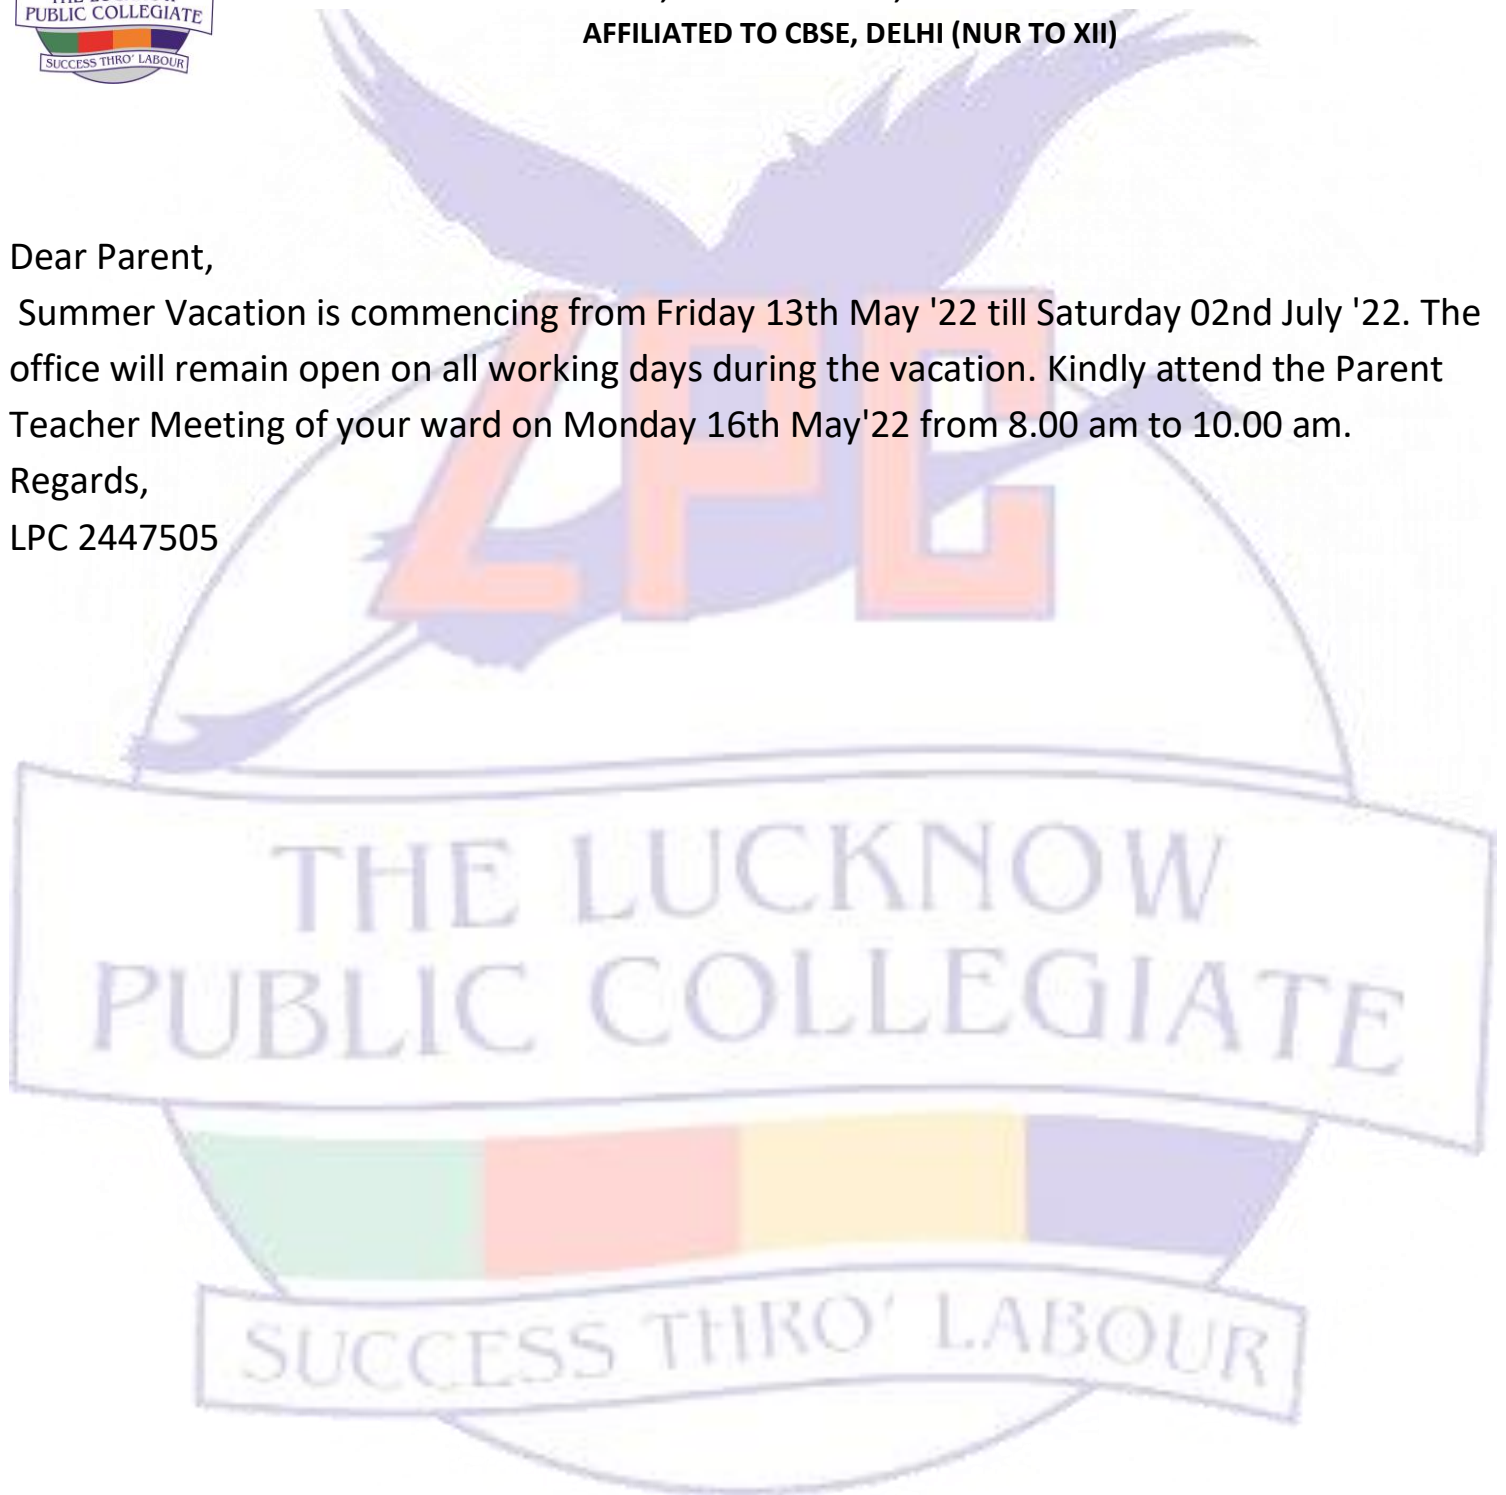 PUBLIC COLLEGIATE
SUCCESS THRO' LABOUR
AFFILIATED TO CBSE, DELHI (NUR TO XII)
Dear Parent,
Summer Vacation is commencing from Friday 13th May '22 till Saturday 02nd July '22. The
office will remain open on all working days during the vacation. Kindly attend the Parent
Teacher Meeting of your ward on Monday 16th May'22 from 8.00 am to 10.00 am.
Regards,
LPC 2447505
LPC
THE LUCKNOW
PUBLIC COLLEGIATE
SUCCESS THRO' LABOUR